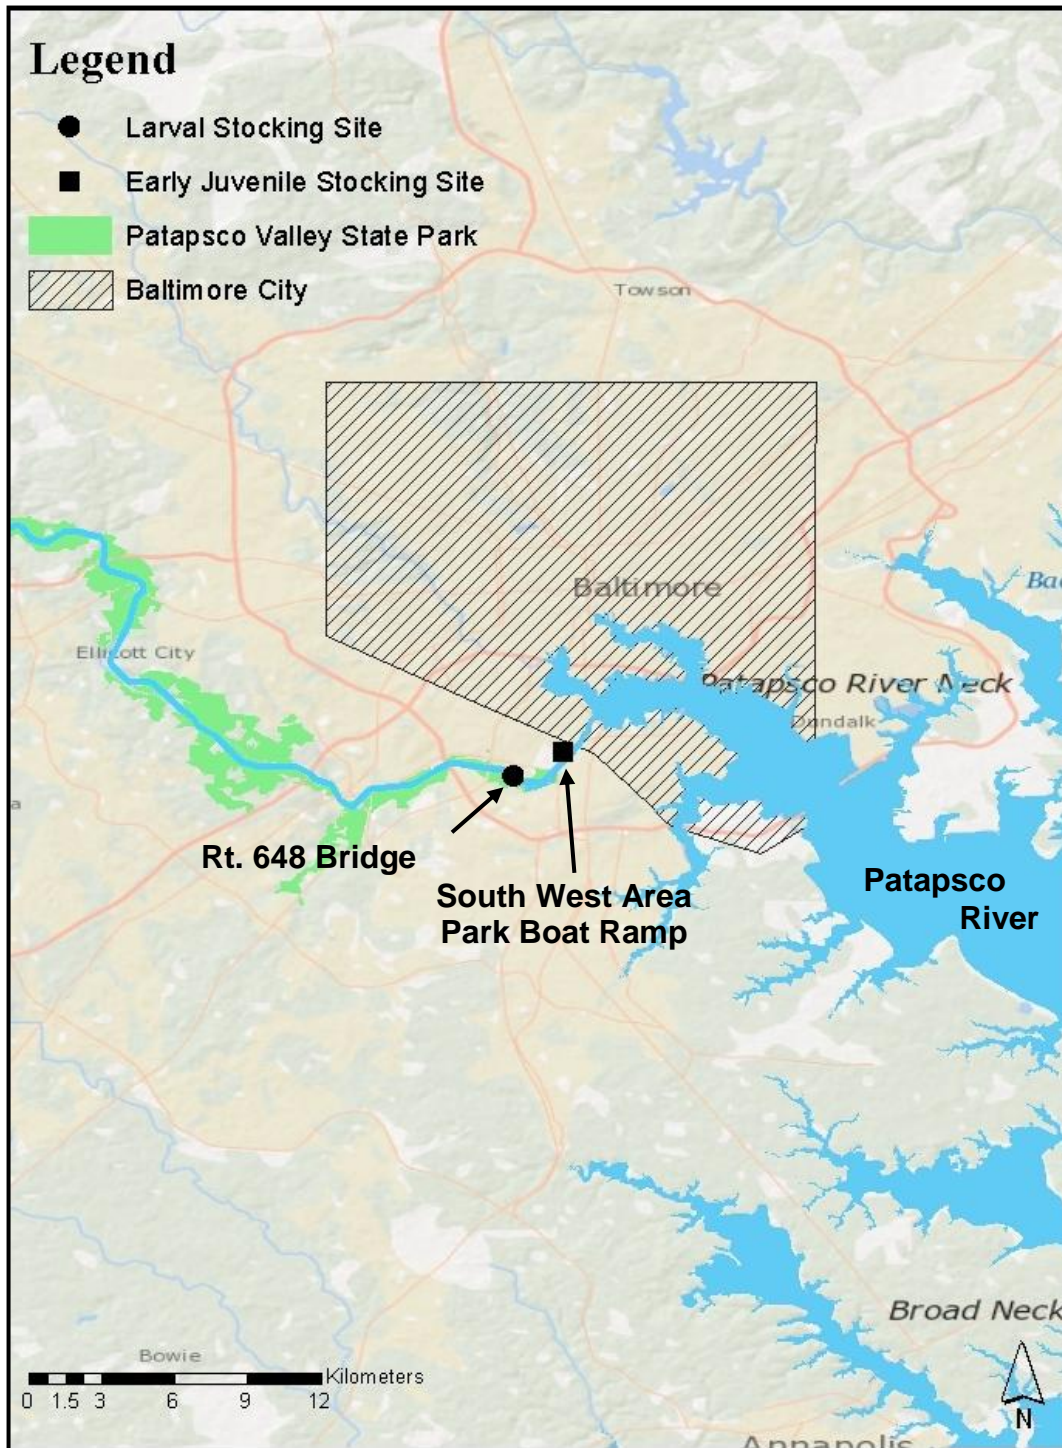 Legend
Larval Stocking Site
Early Juvenile Stocking Site
Patapsco Valley State Park
Baltimore City
Towson
Baltimore
Ellicott City
Patapsco River Neck
Dundalk
Rt. 648 Bridge
South West Area
Park Boat Ramp
Patapsco
River
Broad Neck
Bowie
Kilometers
0 1.5 3 6 9 12
N
Annapolis